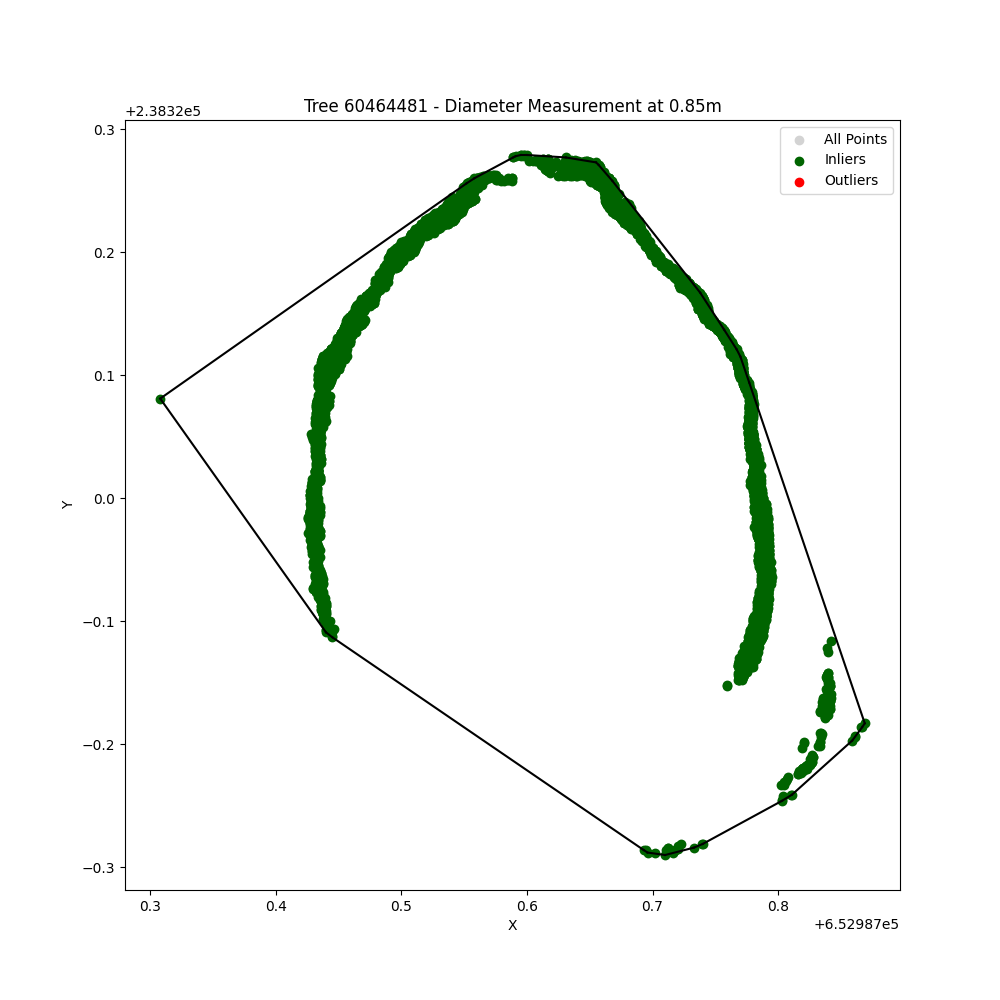 Tree 60464481 - Diameter Measurement at 0.85m
+2.3832e5
All Points
Inliers
Outliers
0.3
0.2
0.1
0.0
−0.1
−0.2
−0.3
Y
0.3 0.4 0.5 0.6 0.7 0.8
X
+6.52987e5